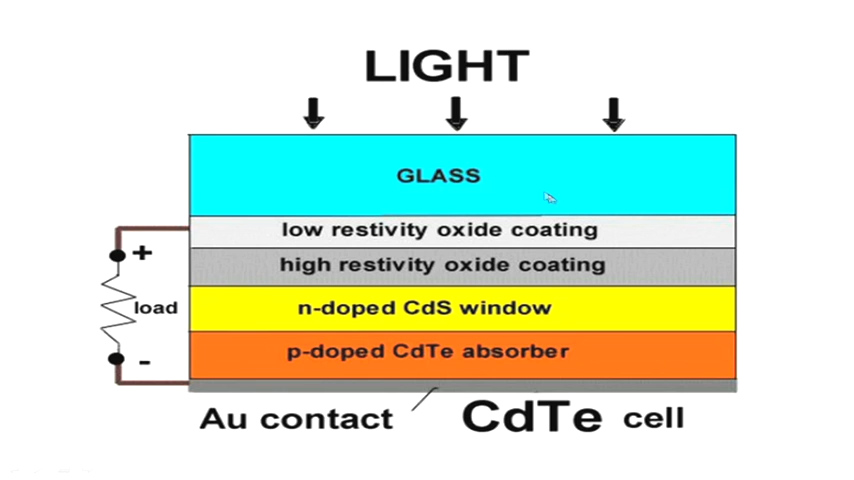 LIGHT
GLASS
low restivity oxide coating
+
high restivity oxide coating
load
n-doped CdS window
p-doped CdTe absorber
-
Au contact
CdTe cell